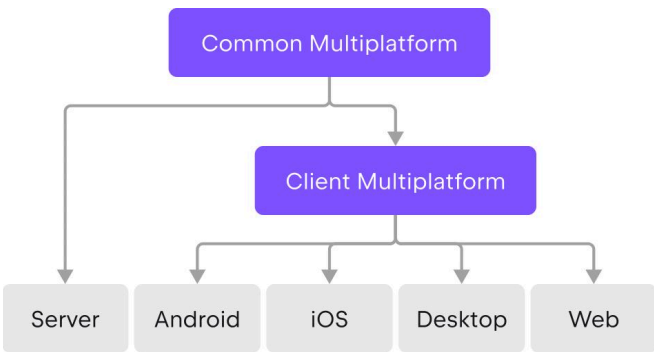 Common Multiplatform
Client Multiplatform
Server
Android
iOS
Desktop
Web